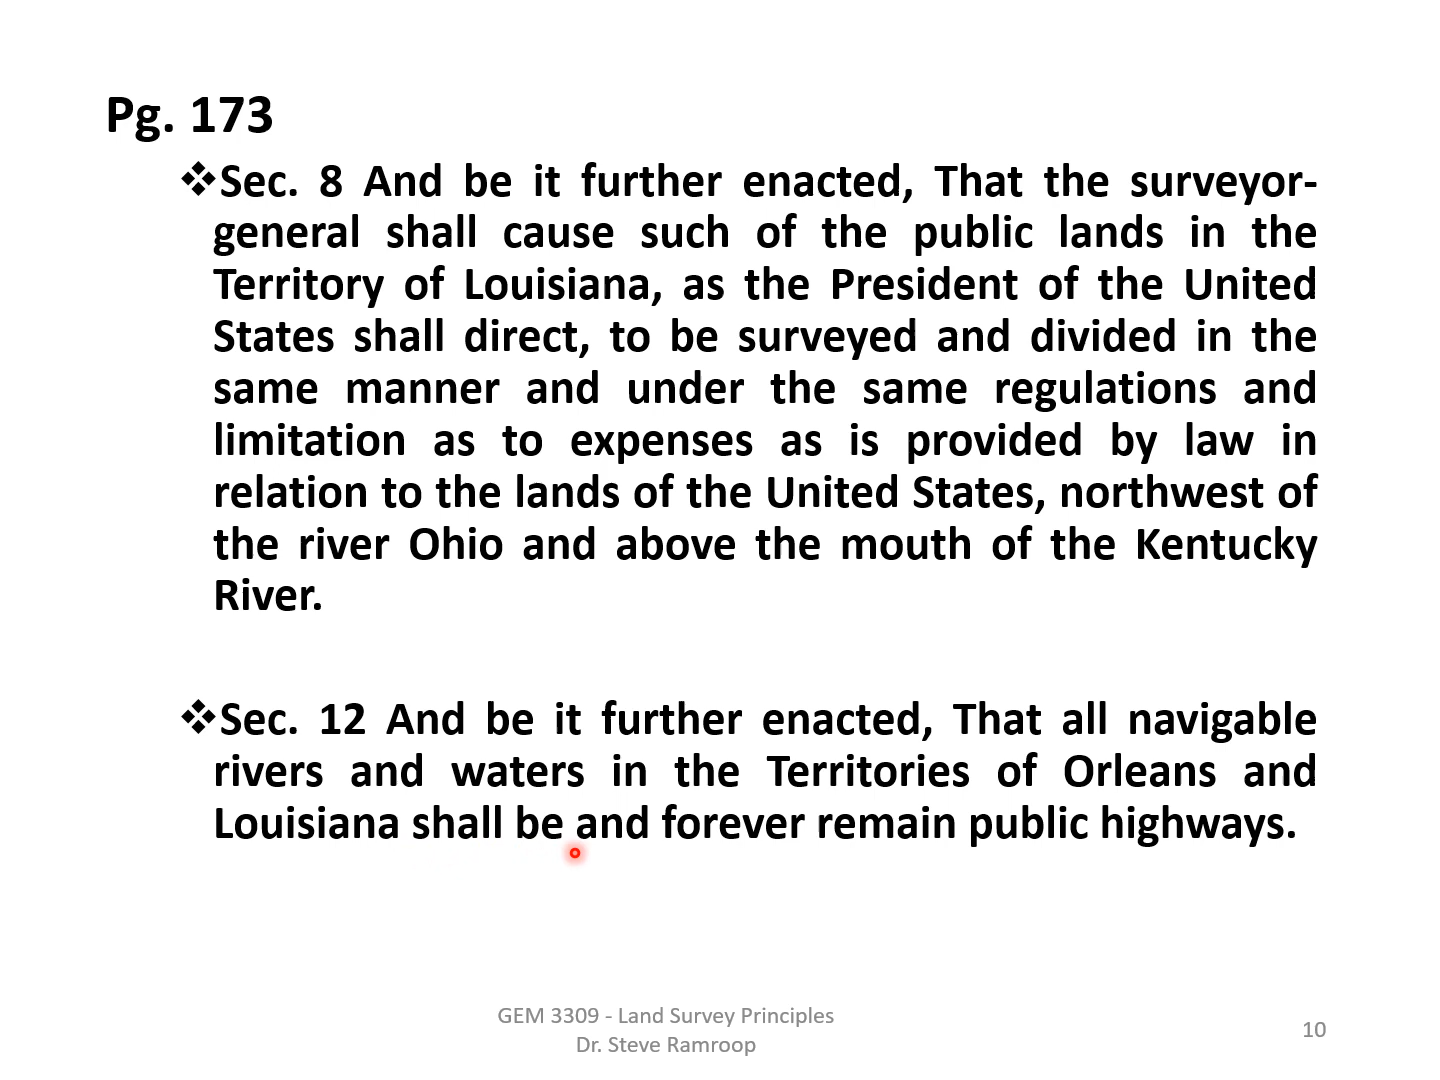 Pg. 173
❖Sec. 8 And be it further enacted, That the surveyor-
general shall cause such of the public lands in the
Territory of Louisiana, as the President of the United
States shall direct, to be surveyed and divided in the
same manner and under the same regulations and
limitation as to expenses as is provided by law in
relation to the lands of the United States, northwest of
the river Ohio and above the mouth of the Kentucky
River.
❖Sec. 12 And be it further enacted, That all navigable
rivers and waters in the Territories of Orleans and
Louisiana shall be and forever remain public highways.
GEM 3309 - Land Survey Principles
Dr. Steve Ramroop
10